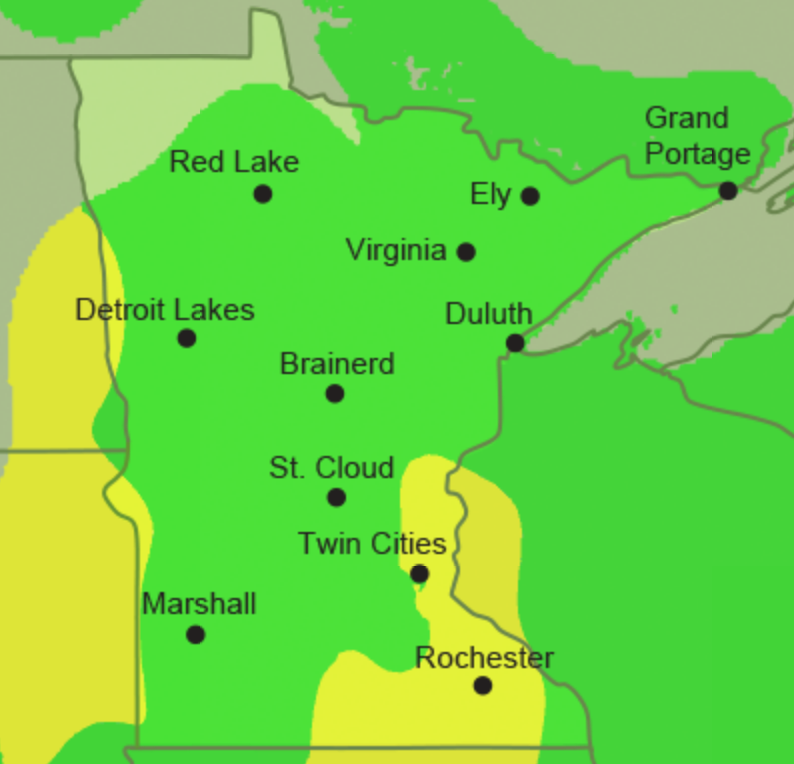 Grand
Portage
Red Lake
Ely
Virginia
Detroit Lakes
Duluth
Brainerd
St. Cloud
Twin Cities
Marshall
Rochester